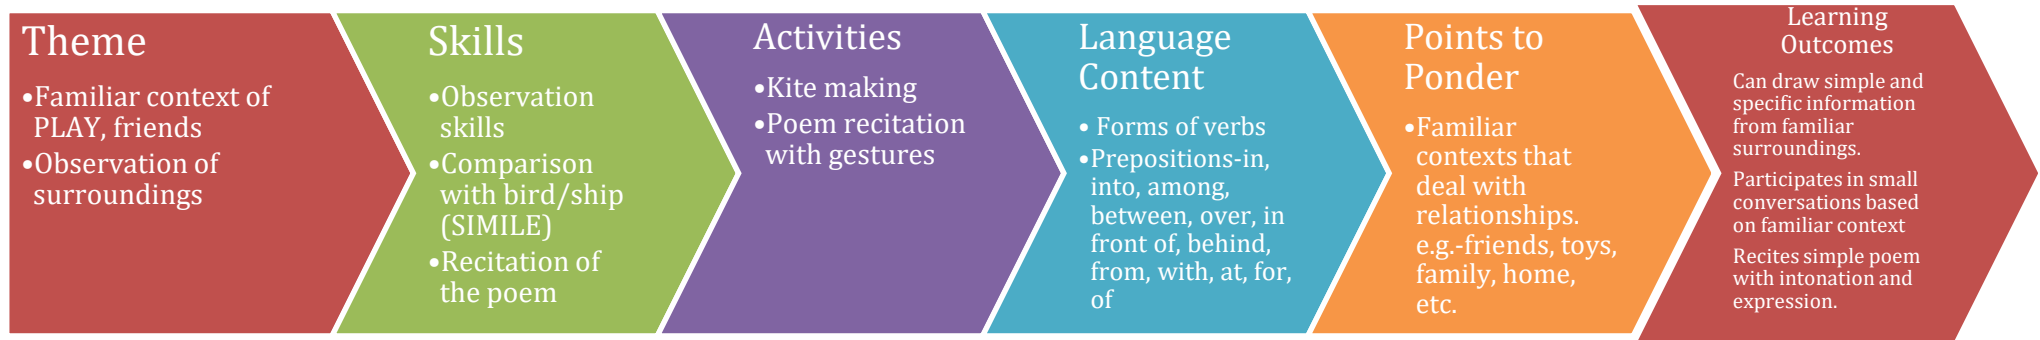 Theme
•Familiar context of
PLAY, friends
•Observation of
surroundings
Skills
•Observation
skills
•Comparison
with bird/ship
(SIMILE)
•Recitation of
the poem
Activities
•Kite making
•Poem recitation
with gestures
Language
Content
• Forms of verbs
•Prepositions-in,
into, among,
between, over, in
front of, behind,
from, with, at, for,
of
Points to
Ponder
•Familiar
contexts that
deal with
relationships.
e.g.-friends, toys,
family, home,
etc.
Learning
Outcomes
Can draw simple and
specific information
from familiar
surroundings.
Participates in small
conversations based
on familiar context
Recites simple poem
with intonation and
expression.